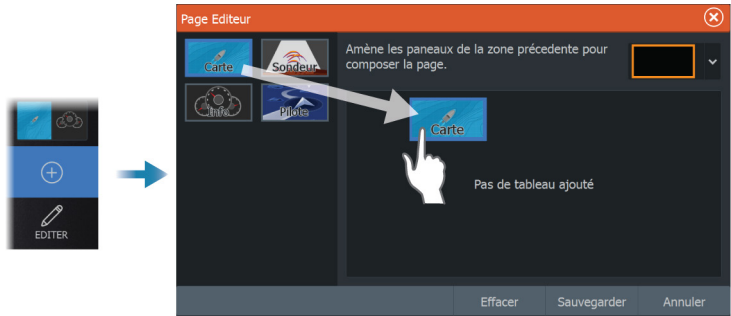 Page Editeur
Carte
Sondeur
Info
Pilote
Amène les paneaux de la zone précedente pour
composer la page.
Carte
Pas de tableau ajouté
EDITER
Effacer
Sauvegarder
Annuler